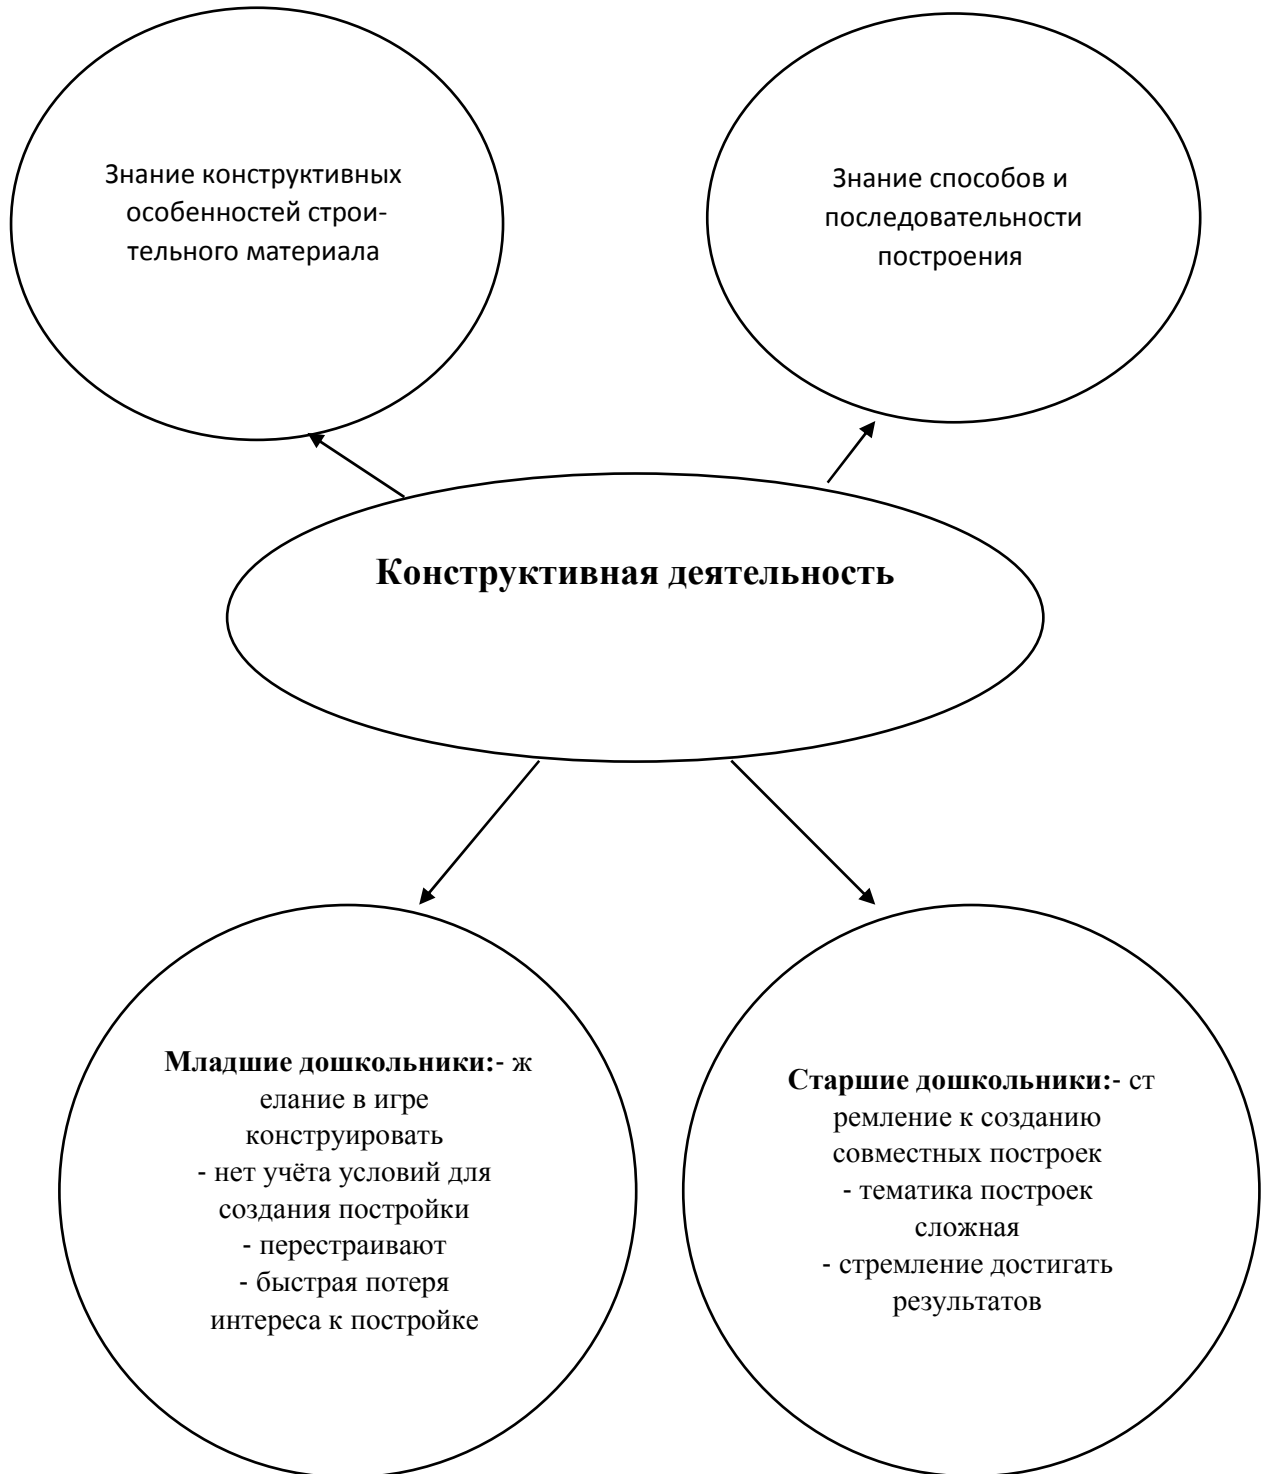 Знание конструктивных
особенностей строи-
тельного материала
Знание способов и
последовательности
построения
Конструктивная деятельность
Младшие дошкольники:- ж
елание в игре
конструировать
- нет учёта условий для
создания постройки
- перестраивают
- быстрая потеря
интереса к постройке
Старшие дошкольники:- ст
ремление к созданию
совместных построек
- тематика построек
сложная
- стремление достигать
результатов